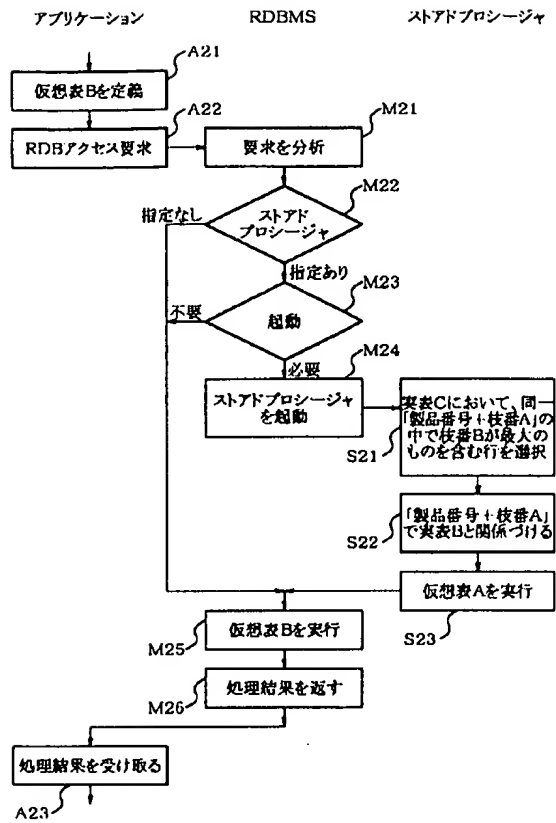 アプリケーション
RDBMS
ストアドプロシージャ
A21
仮想表Bを定義
A22
RDBアクセス要求
M21
要求を分析
M22
指定なし
ストアド
プロシージャ
指定あり
M23
不要
起動
必要
M24
ストアドプロシージャ
を起動
実表Cにおいて、同一
「製品番号+枝番A」の
中で枝番Bが最大の
ものを含む行を選択
S21
「製品番号+枝番A」
で実表Bと関係づける
S22
仮想表Aを実行
S23
仮想表Bを実行
M25
処理結果を返す
M26
処理結果を受け取る
A23